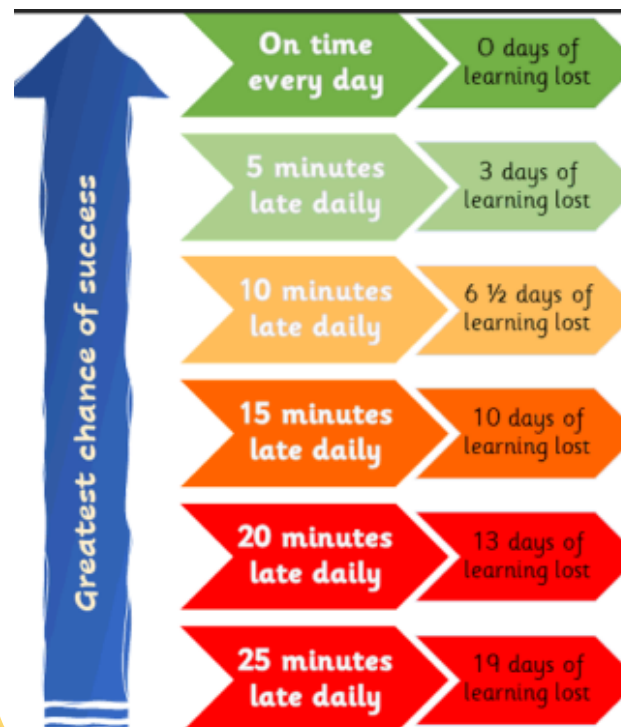 On time
every day
0 days of
learning lost
5 minutes
late daily
3 days of
learning lost
10 minutes
late daily
6 ½ days of
learning lost
15 minutes
late daily
10 days of
learning lost
20 minutes
late daily
13 days of
learning lost
25 minutes
late daily
19 days of
learning lost
Greatest chance of success